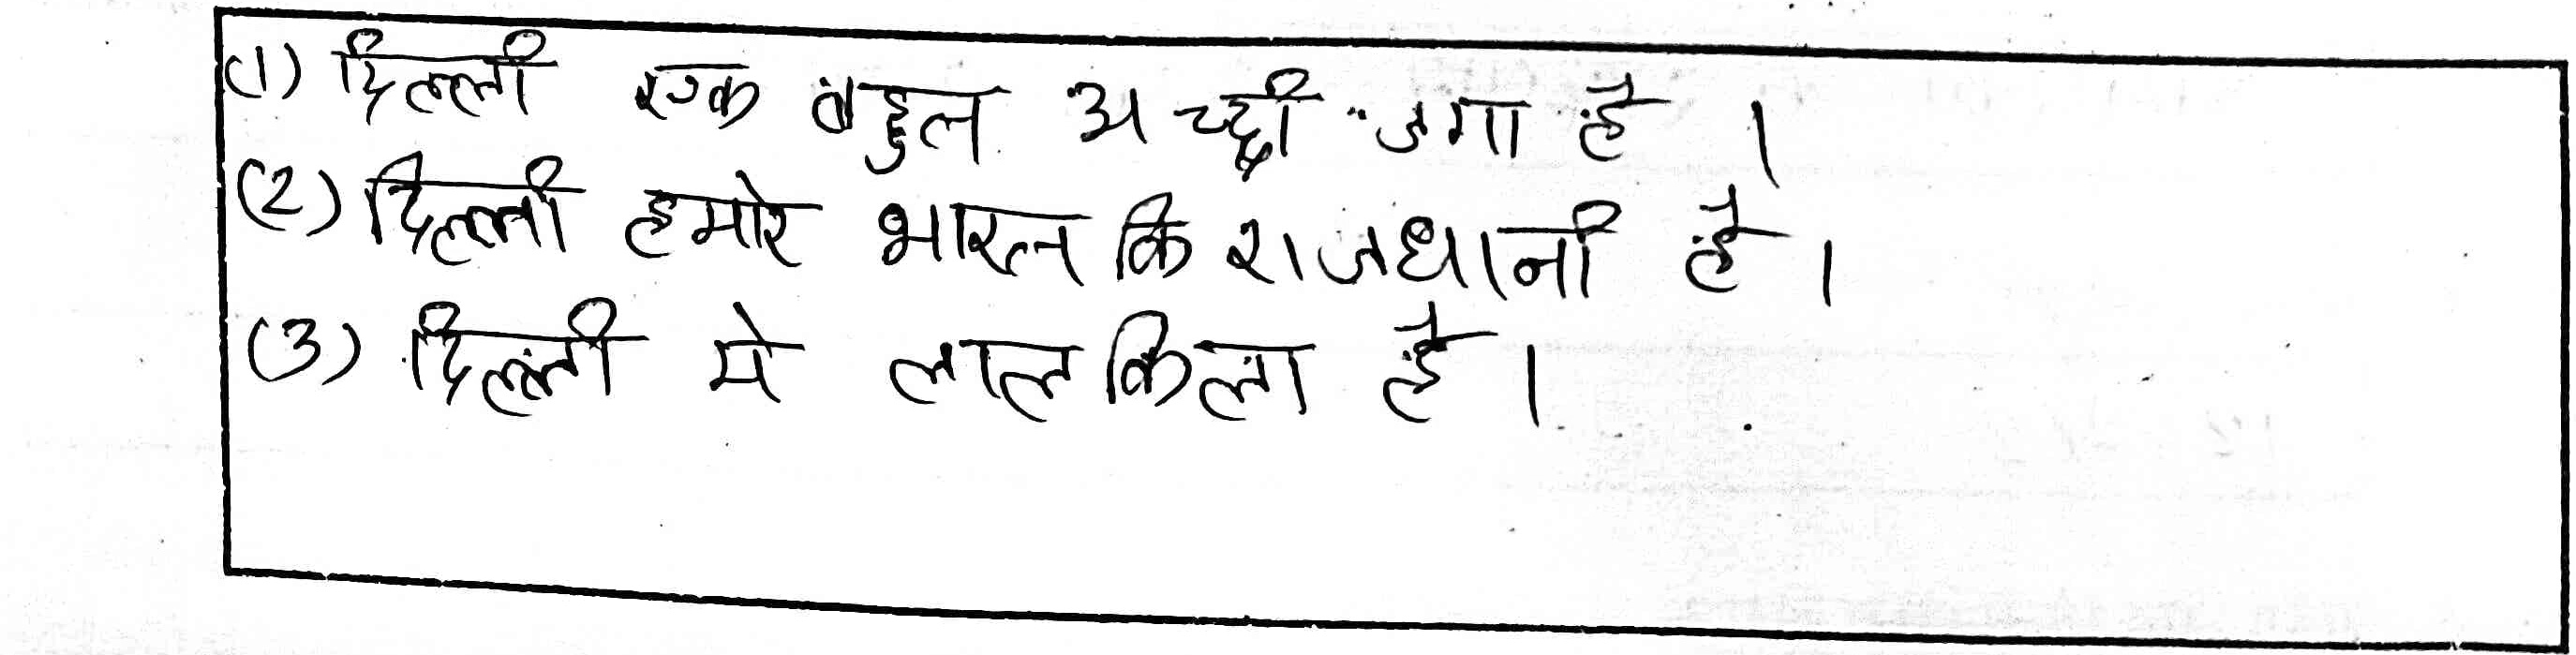 (1) दिल्ली एक बहुत अच्छी जगा है ।
(2) दिल्ली हमारे भारत कि राजधानी है ।
(3) दिल्ली मे लाल किला है ।